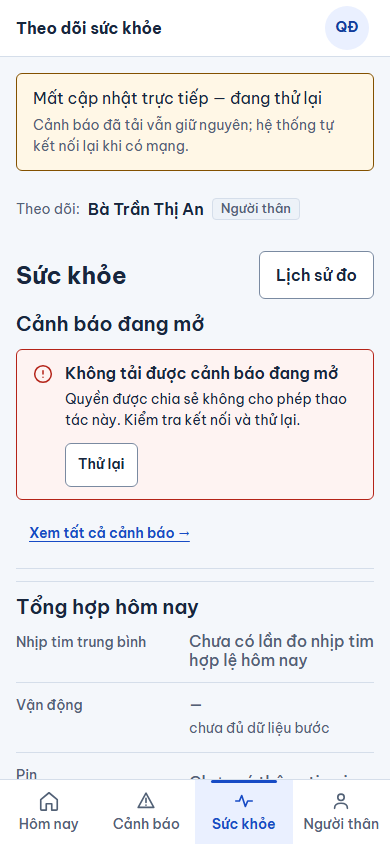 Theo dõi sức khỏe
QĐ
Mất cập nhật trực tiếp — đang thử lại
Cảnh báo đã tải vẫn giữ nguyên; hệ thống tự
kết nối lại khi có mạng.
Theo dõi: Bà Trần Thị An Người thân
Sức khỏe
Lịch sử đo
Cảnh báo đang mở
Không tải được cảnh báo đang mở
Quyền được chia sẻ không cho phép thao
tác này. Kiểm tra kết nối và thử lại.
Thử lại
Xem tất cả cảnh báo →
Tổng hợp hôm nay
Nhịp tim trung bình
Chưa có lần đo nhịp tim
hợp lệ hôm nay
Vận động
—
chưa đủ dữ liệu bước
Pin
Hôm nay
Cảnh báo
Sức khỏe
Người thân